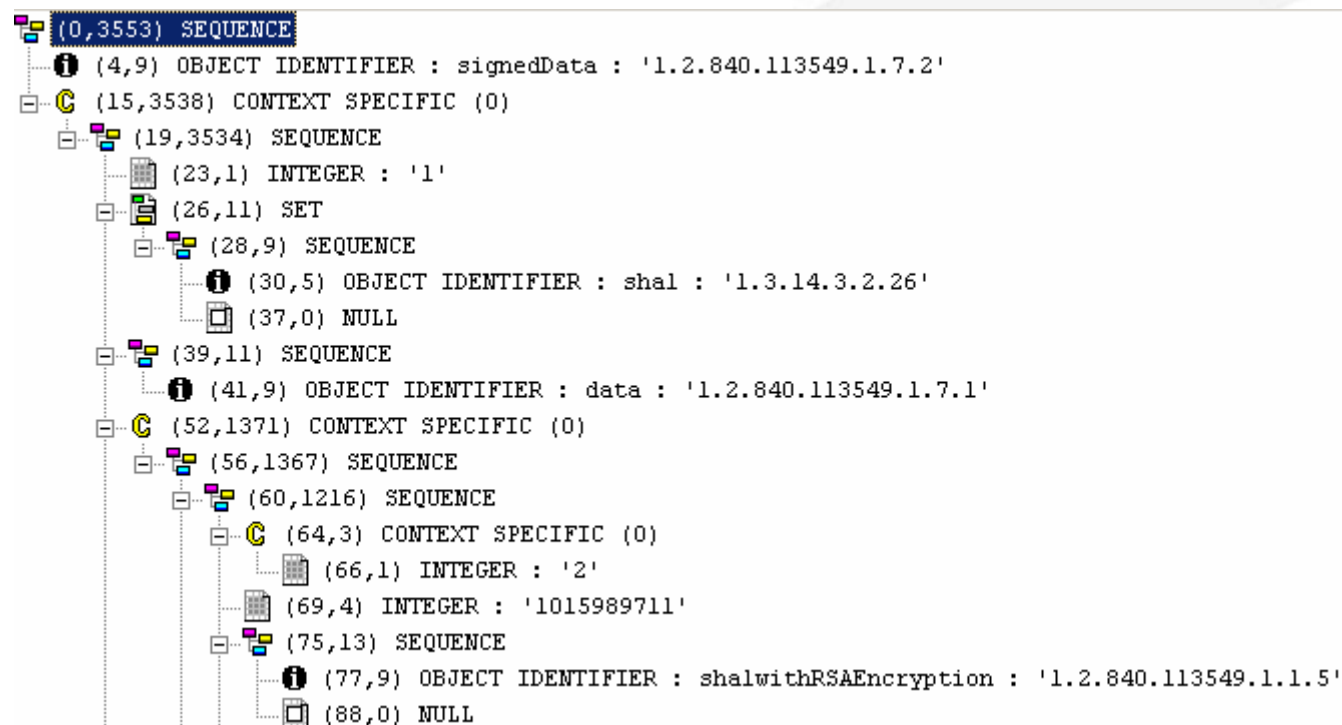 (0,3553) SEQUENCE
(4,9) OBJECT IDENTIFIER : signedData : '1.2.840.113549.1.7.2'
C (15,3538) CONTEXT SPECIFIC (0)
(19,3534) SEQUENCE
(23,1) INTEGER : '1'
(26,11) SET
(28,9) SEQUENCE
(30,5) OBJECT IDENTIFIER : sha1 : '1.3.14.3.2.26'
(37,0) NULL
(39,11) SEQUENCE
(41,9) OBJECT IDENTIFIER : data : '1.2.840.113549.1.7.1'
C (52,1371) CONTEXT SPECIFIC (0)
(56,1367) SEQUENCE
(60,1216) SEQUENCE
C (64,3) CONTEXT SPECIFIC (0)
(66,1) INTEGER : '2'
(69,4) INTEGER : '1015989711'
(75,13) SEQUENCE
(77,9) OBJECT IDENTIFIER : sha1withRSAEncryption : '1.2.840.113549.1.1.5'
(88,0) NULL